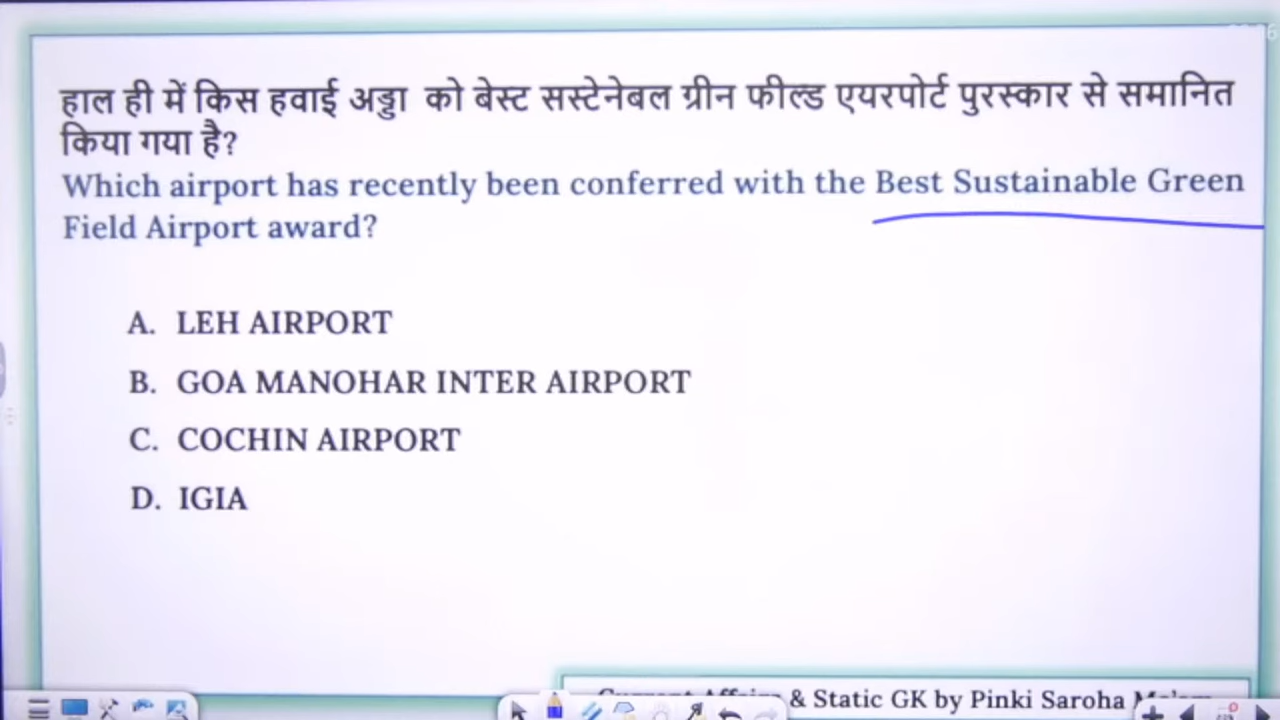 हाल ही में किस हवाई अड्डा को बेस्ट सस्टेनेबल ग्रीन फील्ड एयरपोर्ट पुरस्कार से समानित
किया गया है?
Which airport has recently been conferred with the Best Sustainable Green
Field Airport award?
A. LEH AIRPORT
B. GOA MANOHAR INTER AIRPORT
C. COCHIN AIRPORT
D. IGIA
& Static GK by Pinki Saroha